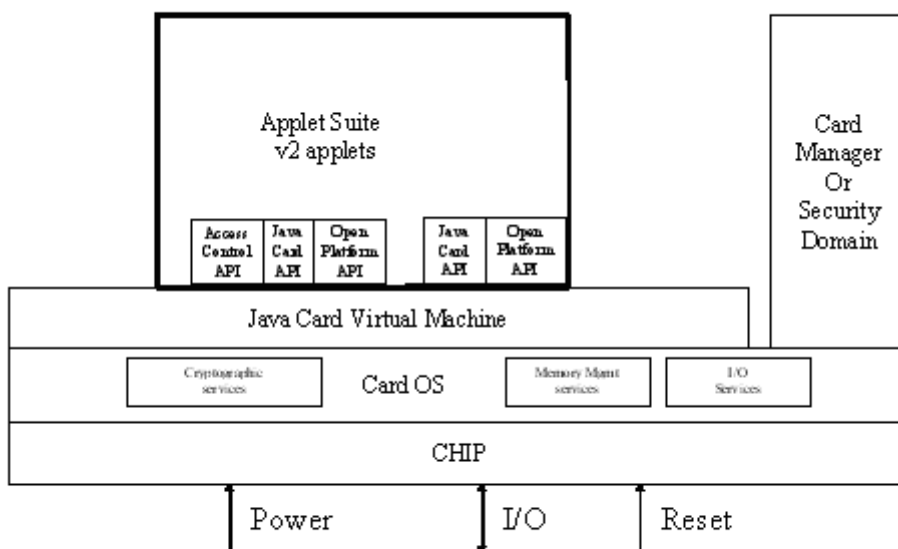 Applet Suite
v2 applets
Card
Manager
Or
Security
Domain
Access
Control
API
Java
Card
API
Open
Platform
API
Java
Card
API
Open
Platform
API
Java Card Virtual Machine
Cryptographic
services
Card OS
Memory Mgmt
services
I/O
Services
CHIP
Power
I/O
Reset